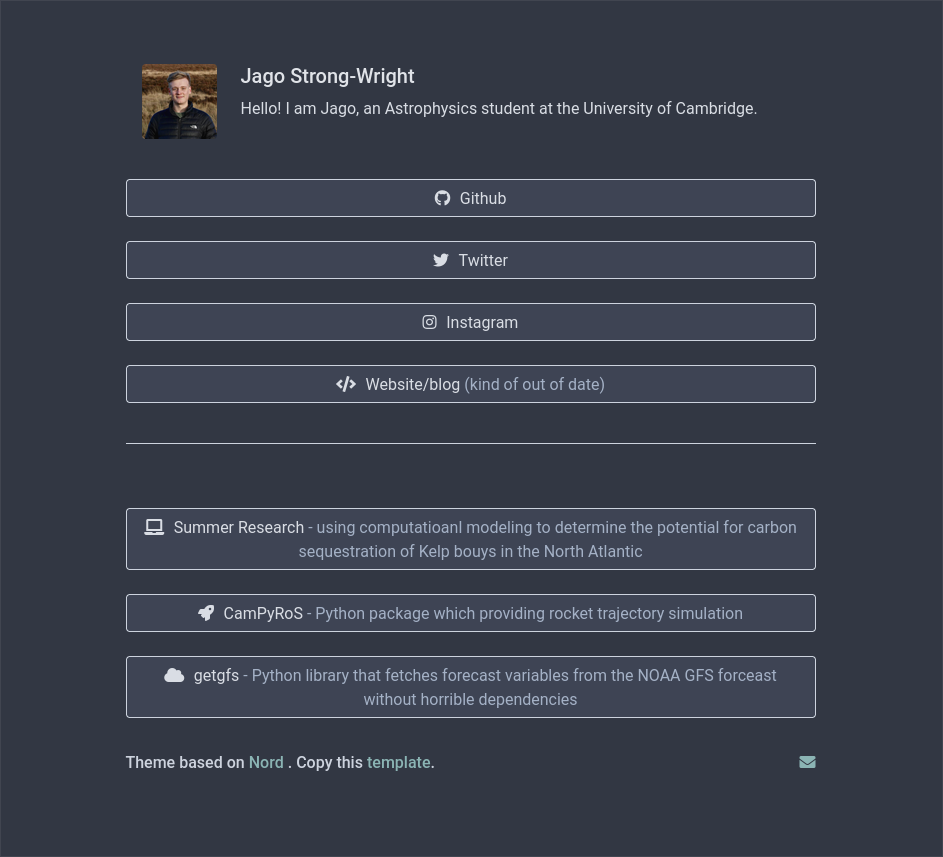 Jago Strong-Wright
Hello! I am Jago, an Astrophysics student at the University of Cambridge.
Github
Twitter
Instagram
Website/blog (kind of out of date)
Summer Research - using computatioanl modeling to determine the potential for carbon
sequestration of Kelp bouys in the North Atlantic
CamPyRoS - Python package which providing rocket trajectory simulation
getgfs - Python library that fetches forecast variables from the NOAA GFS forceast
without horrible dependencies
Theme based on Nord . Copy this template.